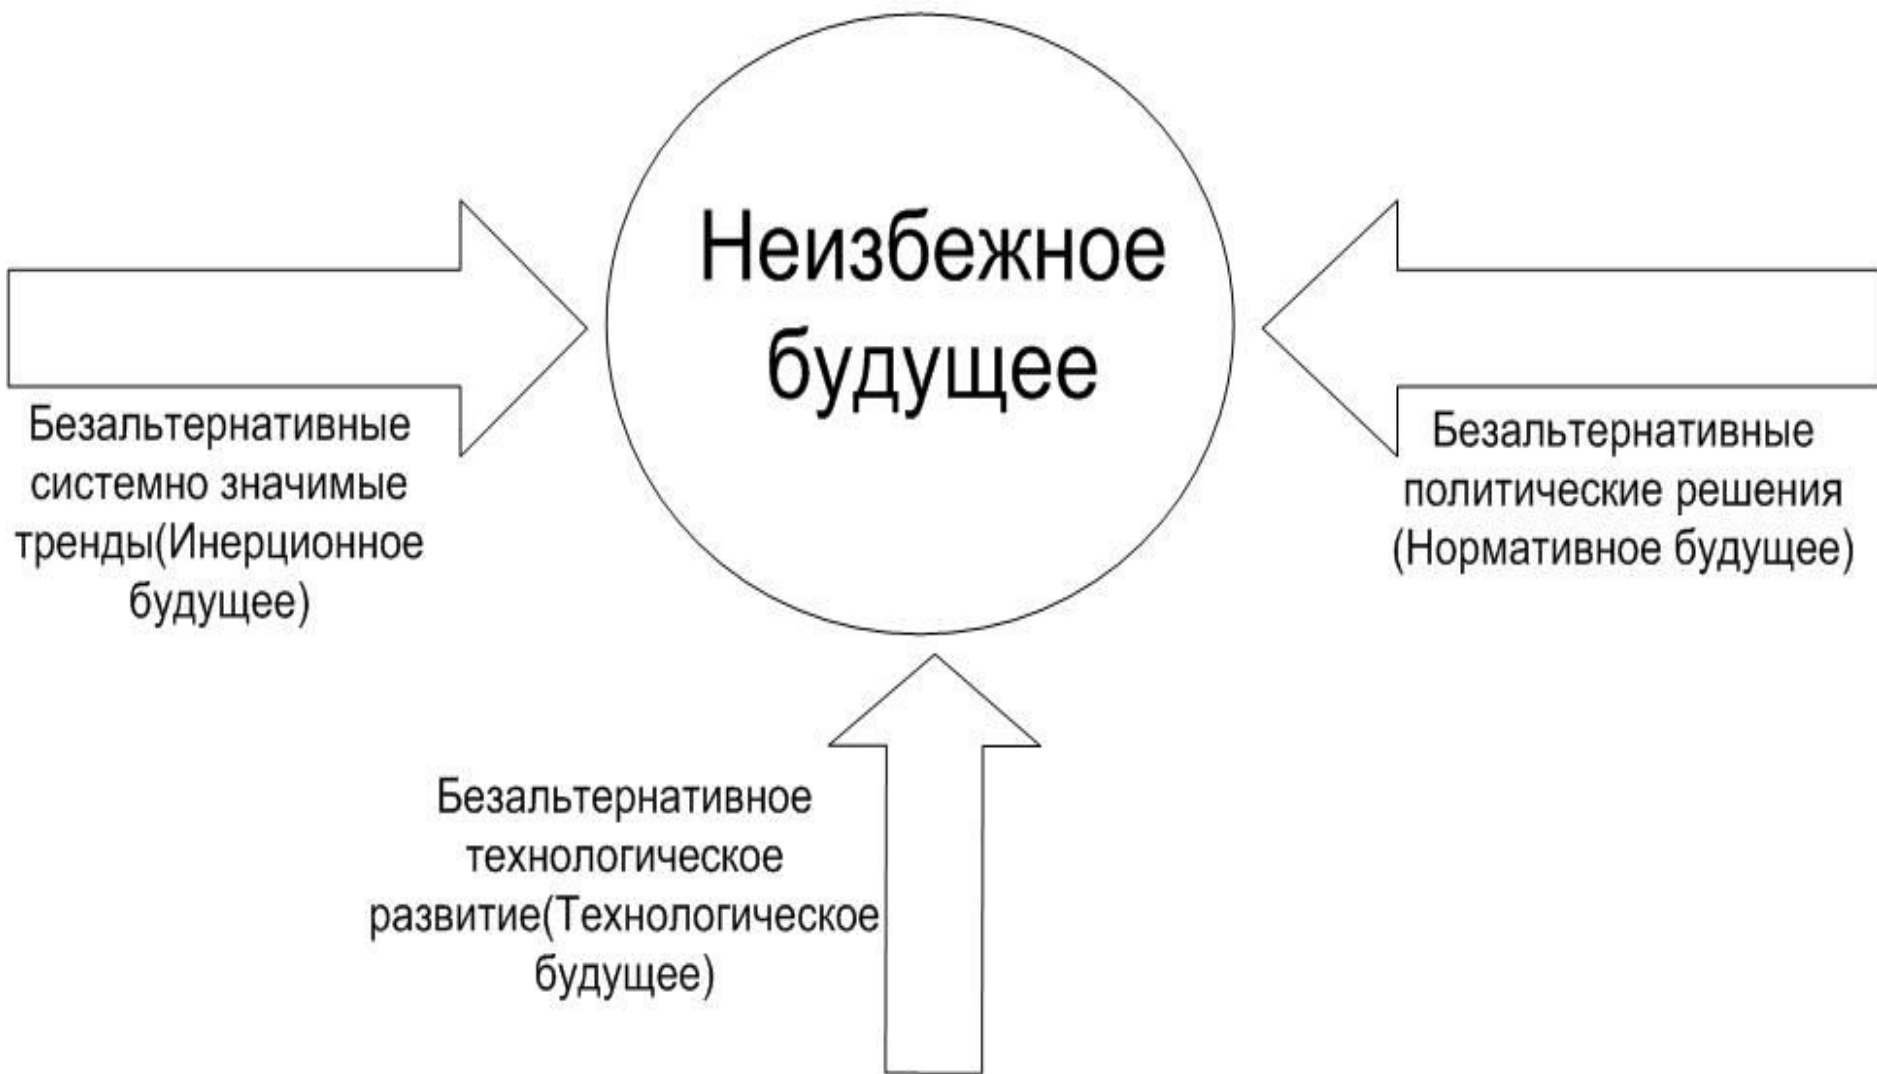 Неизбежное
будущее
Безальтернативные
системно значимые
тренды(Инерционное
будущее)
Безальтернативные
политические решения
(Нормативное будущее)
Безальтернативное
технологическое
развитие(Технологическое
будущее)